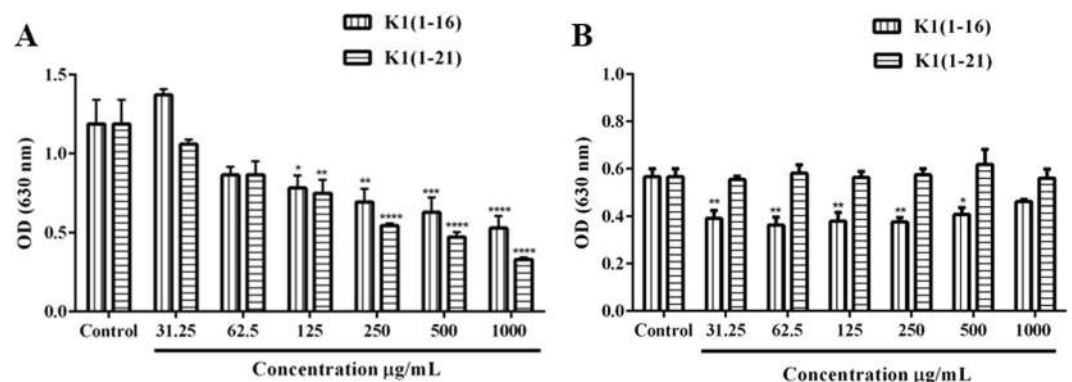 A
K1(1-16)
K1(1-21)
OD (630 nm)
1.5
1.0
0.5
0.0
* ** ** **** *** **** **** ****
Control 31.25 62.5 125 250 500 1000
Concentration µg/mL
B
K1(1-16)
K1(1-21)
OD (630 nm)
1.0
0.8
0.6
0.4
0.2
0.0
** ** ** ** *
Control 31.25 62.5 125 250 500 1000
Concentration µg/mL